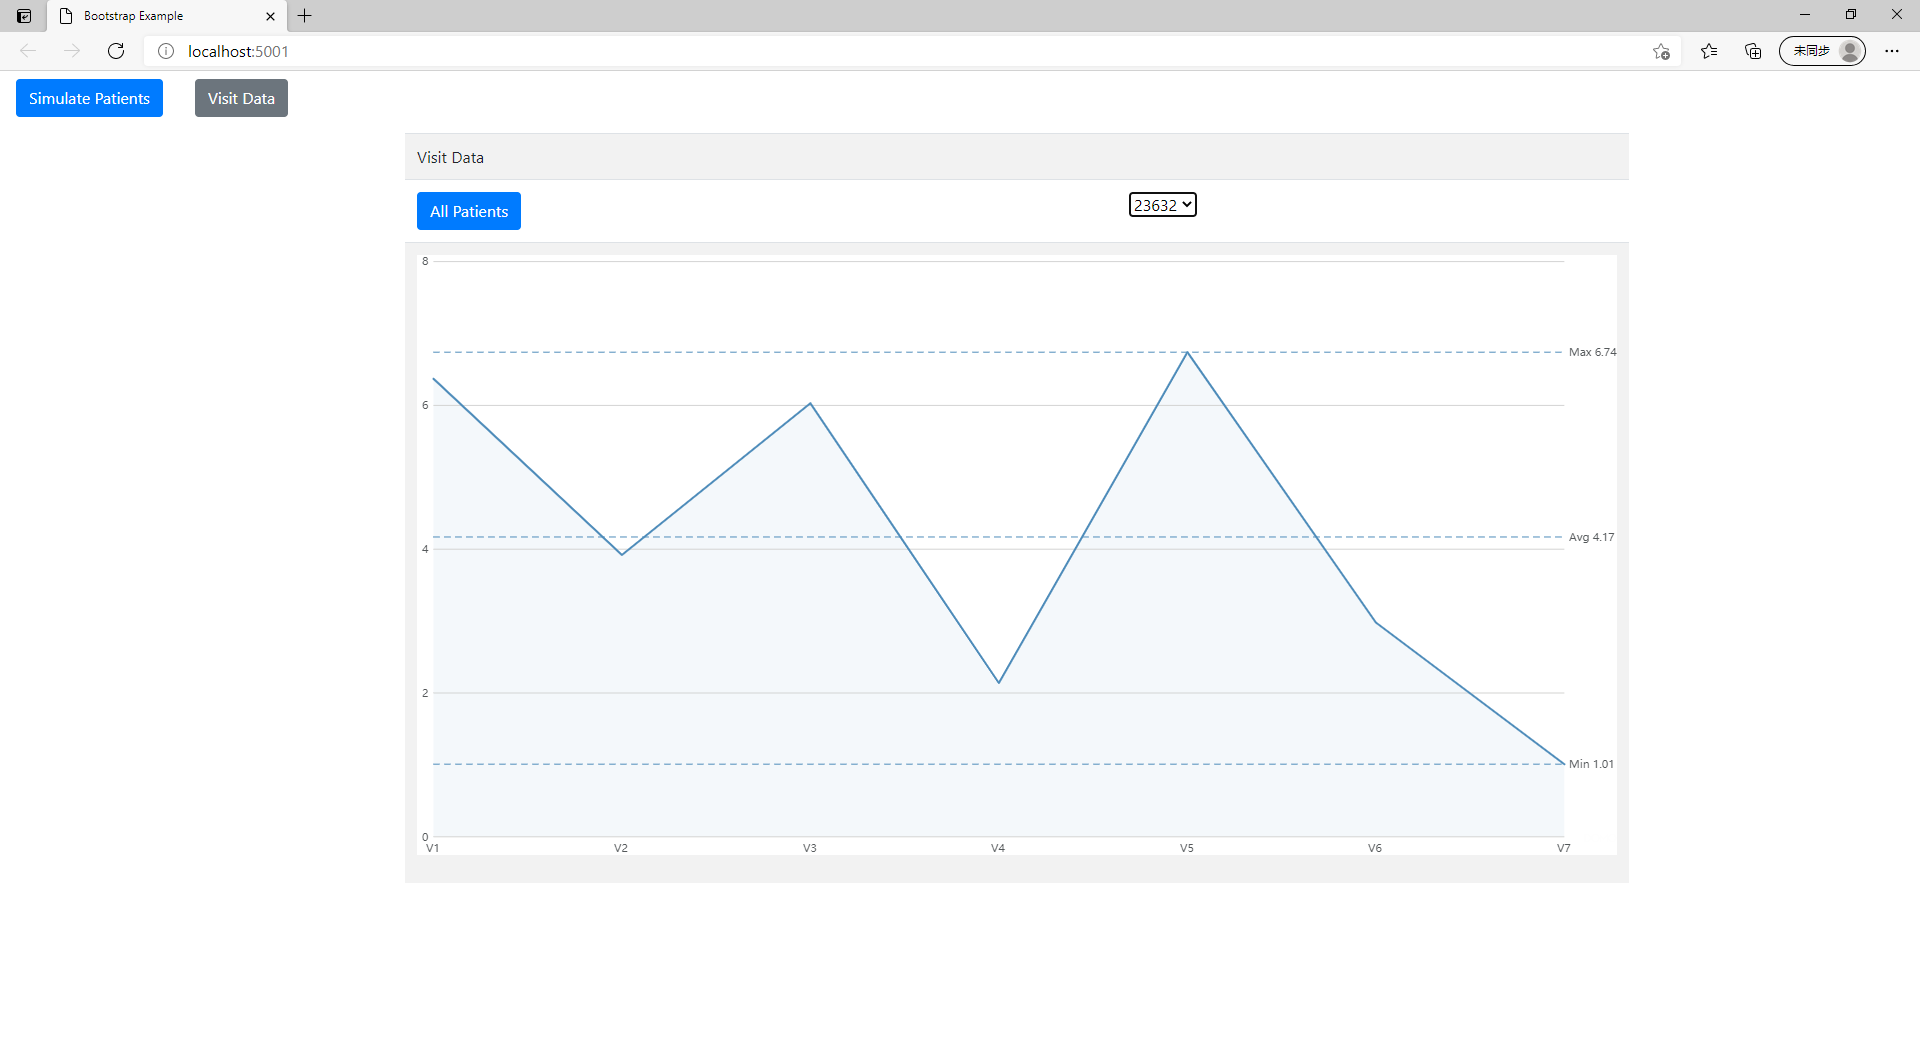 Bootstrap Example
localhost:5001
未同步
Simulate Patients
Visit Data
Visit Data
All Patients
23632
8
Max 6.74
6
Avg 4.17
4
2
Min 1.01
0
V1 V2 V3 V4 V5 V6 V7